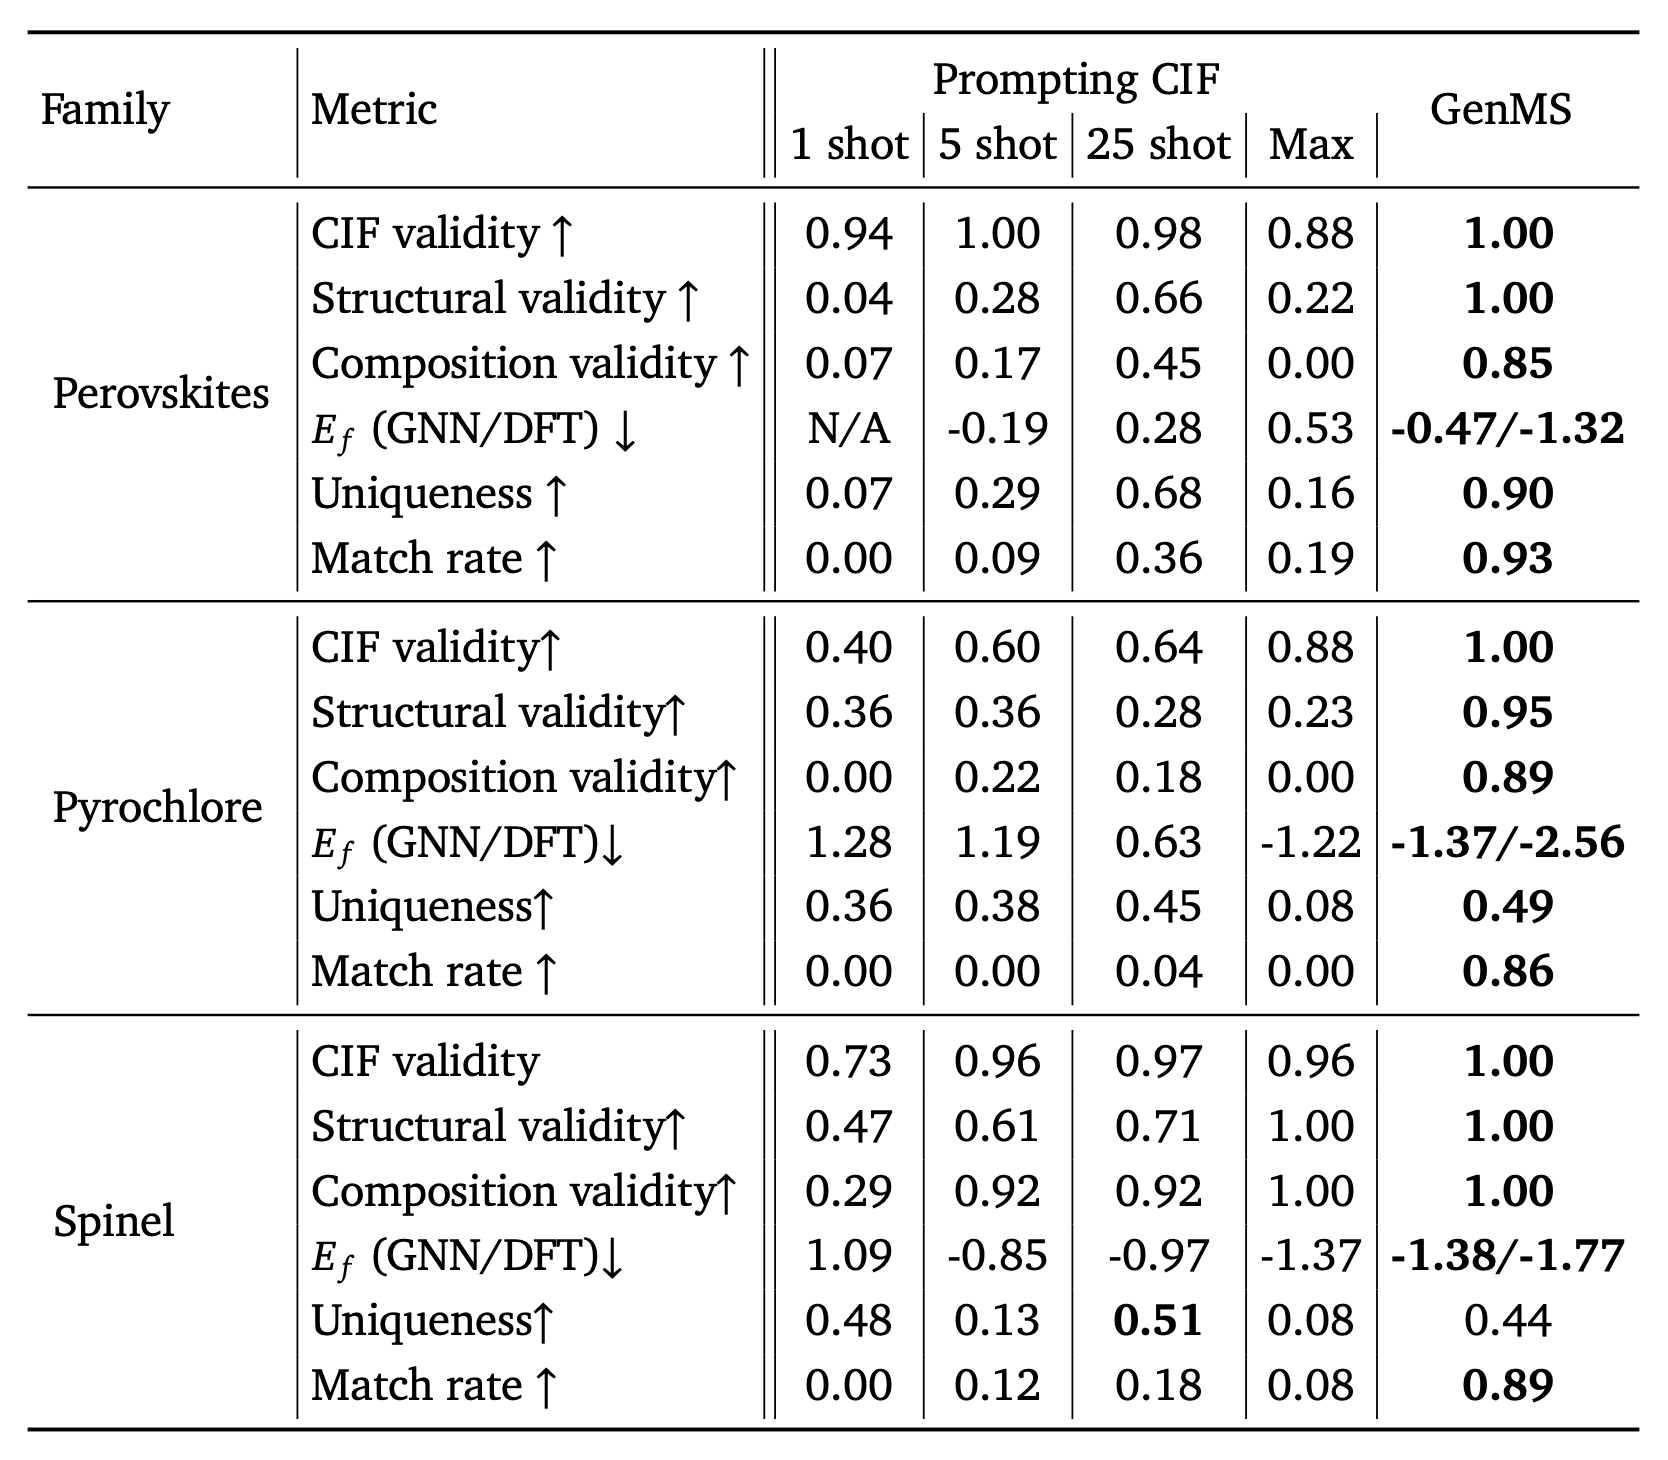 Family Metric Prompting CIF GenMS
1 shot 5 shot 25 shot Max
Perovskites
CIF validity ↑ 0.94 1.00 0.98 0.88 1.00
Structural validity ↑ 0.04 0.28 0.66 0.22 1.00
Composition validity ↑ 0.07 0.17 0.45 0.00 0.85
E_f (GNN/DFT) ↓ N/A -0.19 0.28 0.53 -0.47/-1.32
Uniqueness ↑ 0.07 0.29 0.68 0.16 0.90
Match rate ↑ 0.00 0.09 0.36 0.19 0.93
Pyrochlore
CIF validity↑ 0.40 0.60 0.64 0.88 1.00
Structural validity↑ 0.36 0.36 0.28 0.23 0.95
Composition validity↑ 0.00 0.22 0.18 0.00 0.89
E_f (GNN/DFT)↓ 1.28 1.19 0.63 -1.22 -1.37/-2.56
Uniqueness↑ 0.36 0.38 0.45 0.08 0.49
Match rate ↑ 0.00 0.00 0.04 0.00 0.86
Spinel
CIF validity 0.73 0.96 0.97 0.96 1.00
Structural validity↑ 0.47 0.61 0.71 1.00 1.00
Composition validity↑ 0.29 0.92 0.92 1.00 1.00
E_f (GNN/DFT)↓ 1.09 -0.85 -0.97 -1.37 -1.38/-1.77
Uniqueness↑ 0.48 0.13 0.51 0.08 0.44
Match rate ↑ 0.00 0.12 0.18 0.08 0.89